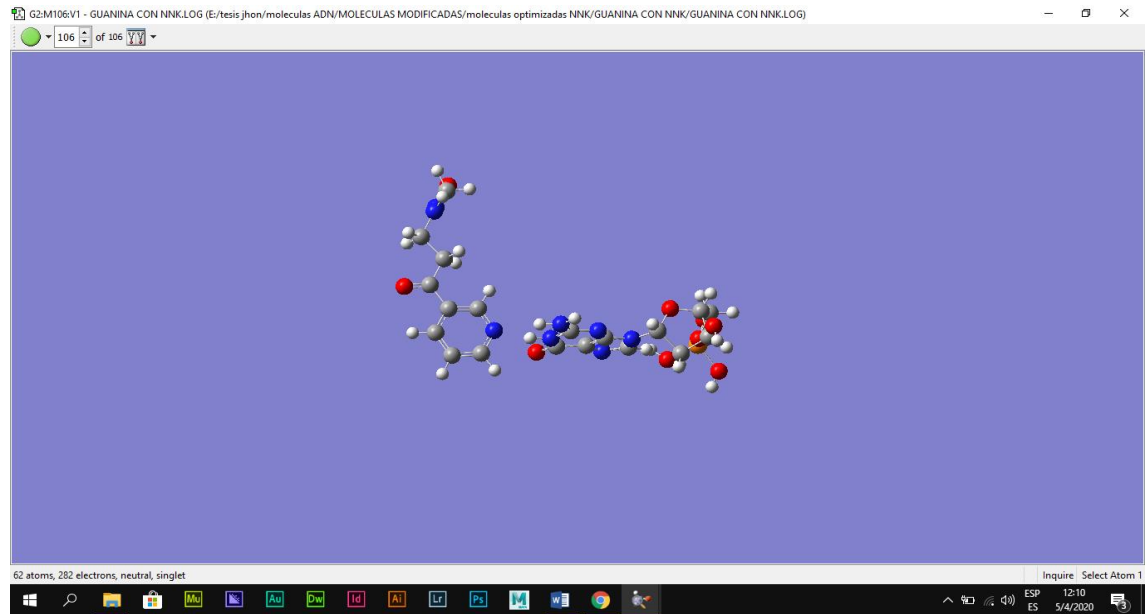 G2:M106:V1 - GUANINA CON NNK.LOG (E:/tesis jhon/moleculas ADN/MOLECULAS MODIFICADAS/moleculas optimizadas NNK/GUANINA CON NNK/GUANINA CON NNK.LOG)
106 of 106
62 atoms, 282 electrons, neutral, singlet Inquire Select Atom 1
Mu Au Dw Id Ai Lr Ps M W ESP 12:10
ES 5/4/2020 3